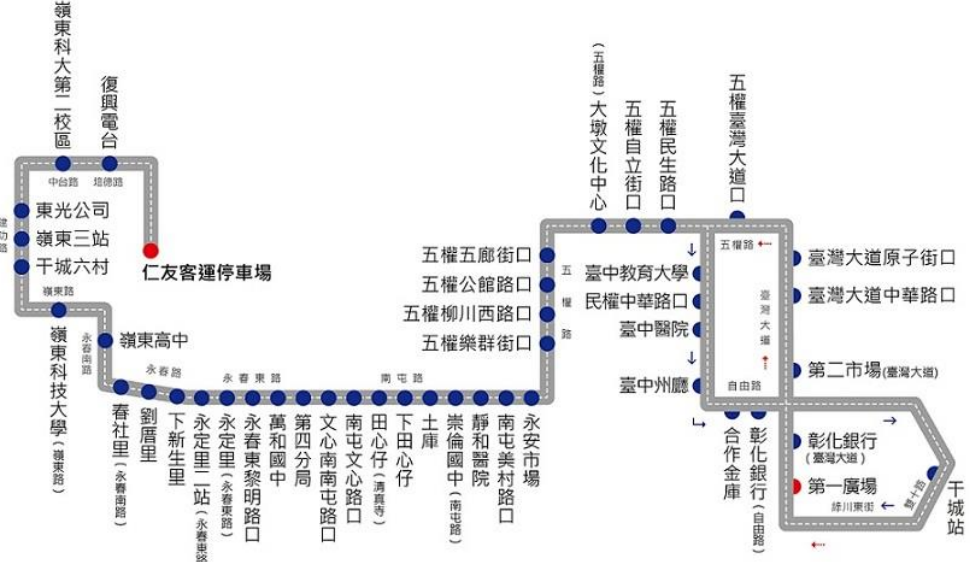 嶺東科大第二校區
復興電台
中台路
培德路
東光公司
嶺東三站
干城六村
建功路
嶺東路
仁友客運停車場
嶺東科技大學(嶺東路)
永春南路
嶺東高中
春社里(永春南路)
永春路
劉厝里
下新生里
永定里二站(永春東路
永春東路
永定里(永春東路)
永春東黎明路口
萬和國中
第四分局
文心南南屯路口
南屯文心路口
南屯路
田心仔(清真寺)
下田心仔
土庫
崇倫國中(南屯路)
靜和醫院
南屯美村路口
永安市場
五權樂群街口
五權柳川西路口
五權公館路口
五權五廊街口
五權路
(五權路)大墩文化中心
五權自立街口
五權民生路口
五權臺灣大道口
五權路
臺中教育大學
民權中華路口
臺中醫院
臺中州廳
臺灣大道
自由路
臺灣大道原子街口
臺灣大道中華路口
第二市場(臺灣大道)
合作金庫
彰化銀行(自由路)
彰化銀行
(臺灣大道)
第一廣場
綠川東街
雙十路
干城站